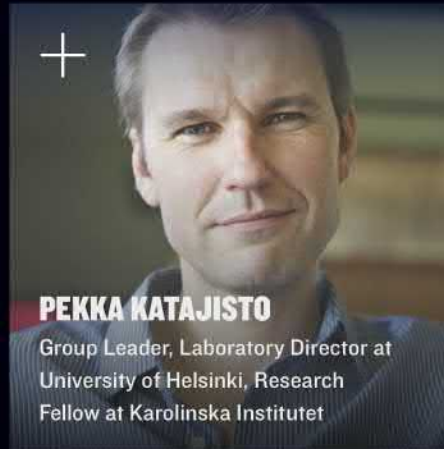 PEKKA KATAJISTO
Group Leader, Laboratory Director at
University of Helsinki, Research
Fellow at Karolinska Institutet